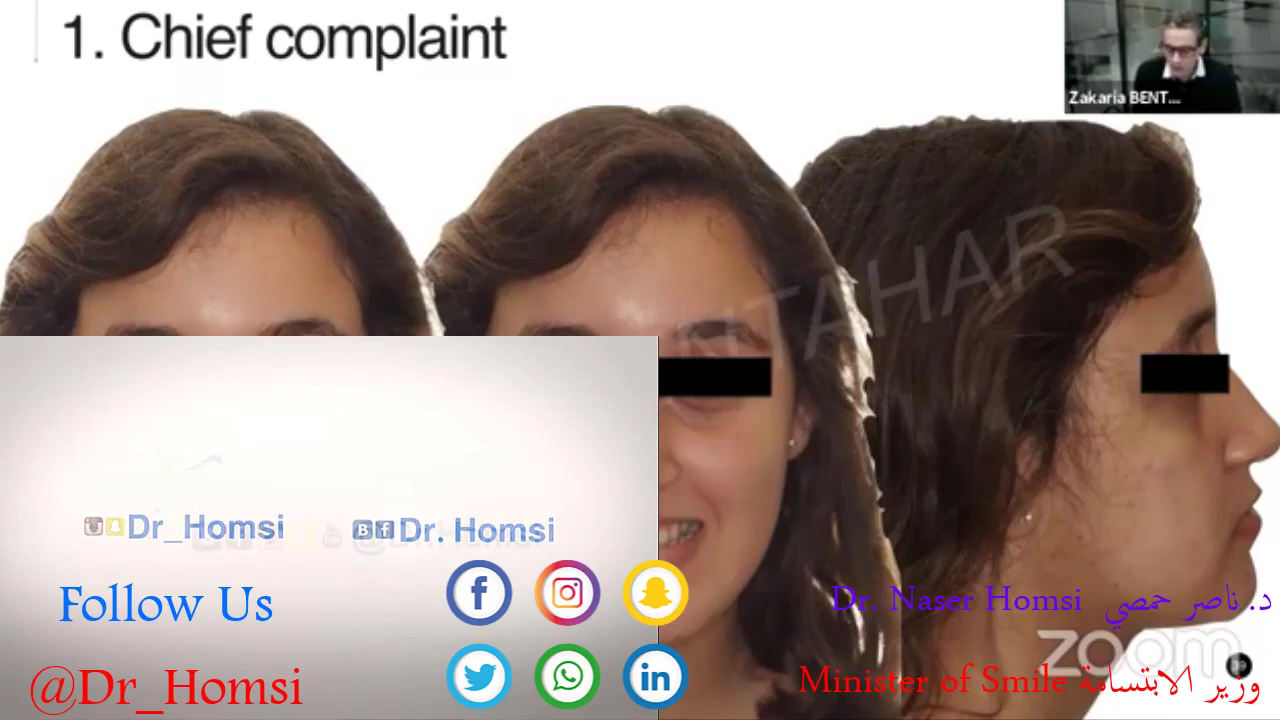 1. Chief complaint
Zakaria BENT...
NTAHAR
Dr_Homsi
Dr. Homsi
Follow Us
@Dr_Homsi
Dr. Naser Homsi د. ناصر حمصي
zoom
Minister of Smile وزير الابتسامة